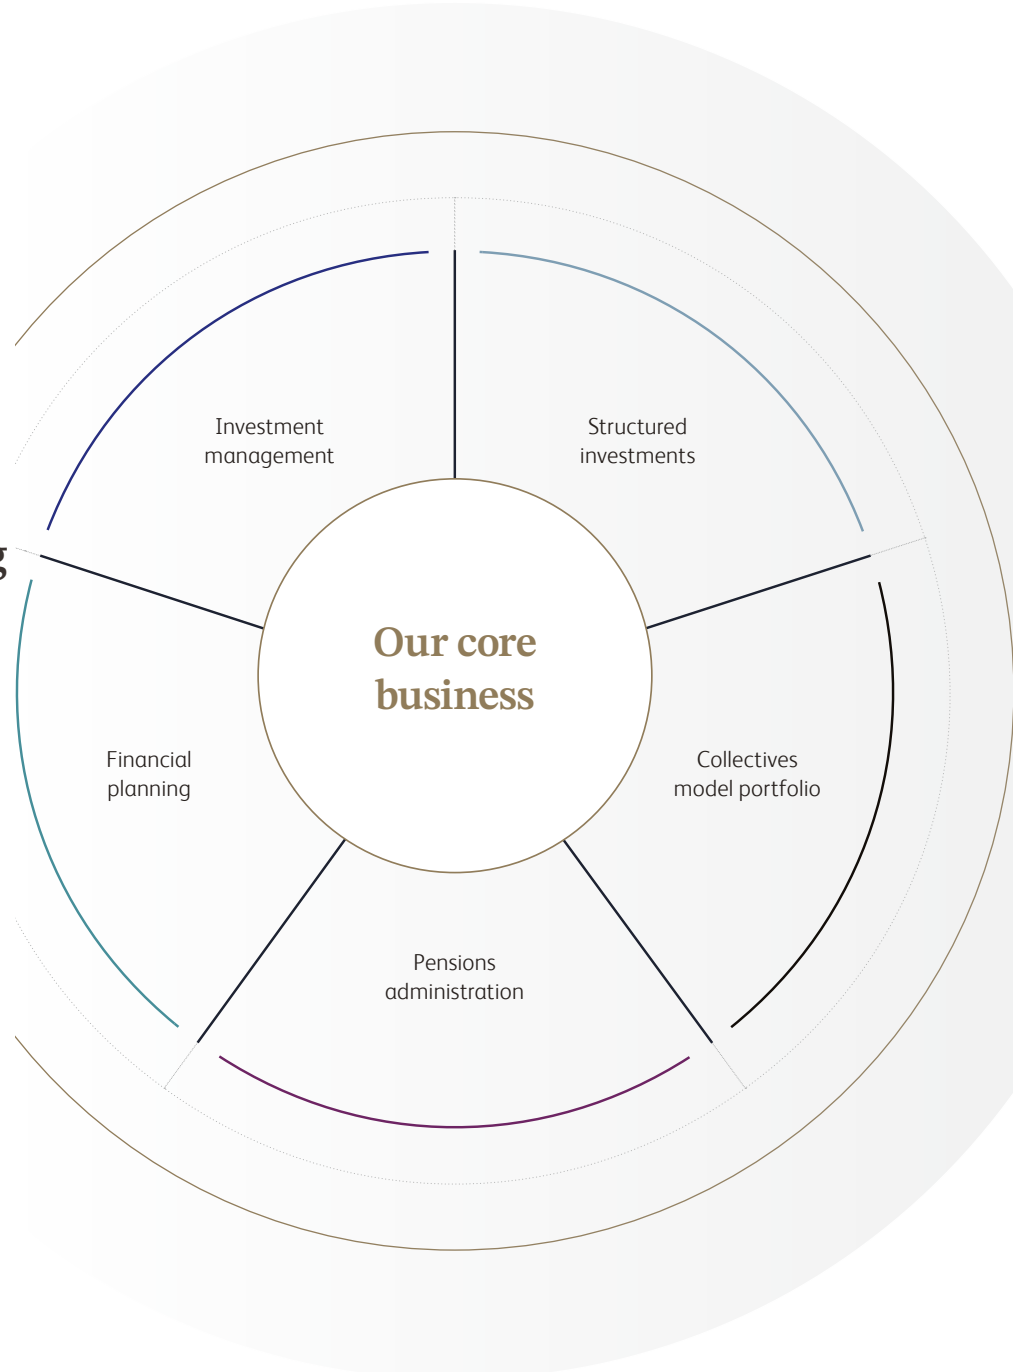 Investment
management
Structured
investments
g
Our core
business
Financial
planning
Collectives
model portfolio
Pensions
administration